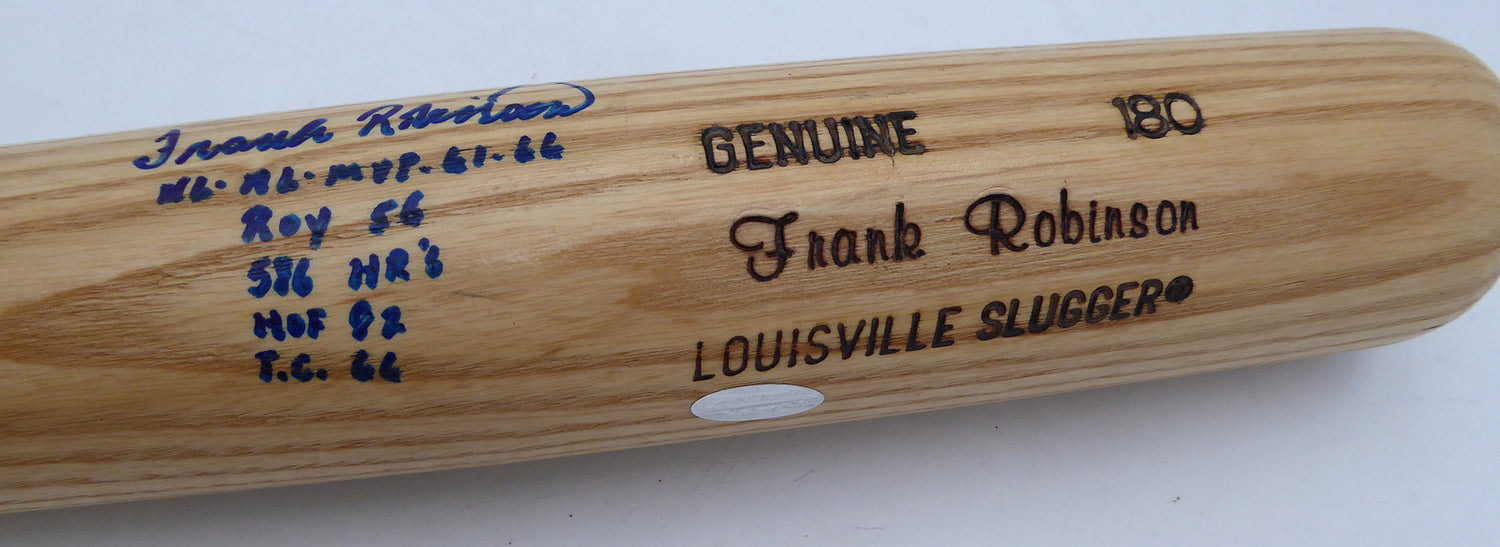 Frank Robinson
NL-AL-MVP-61-66
Roy 56
586 HR's
HOF 82
T.C. 66
GENUINE 180
Frank Robinson
LOUISVILLE SLUGGER